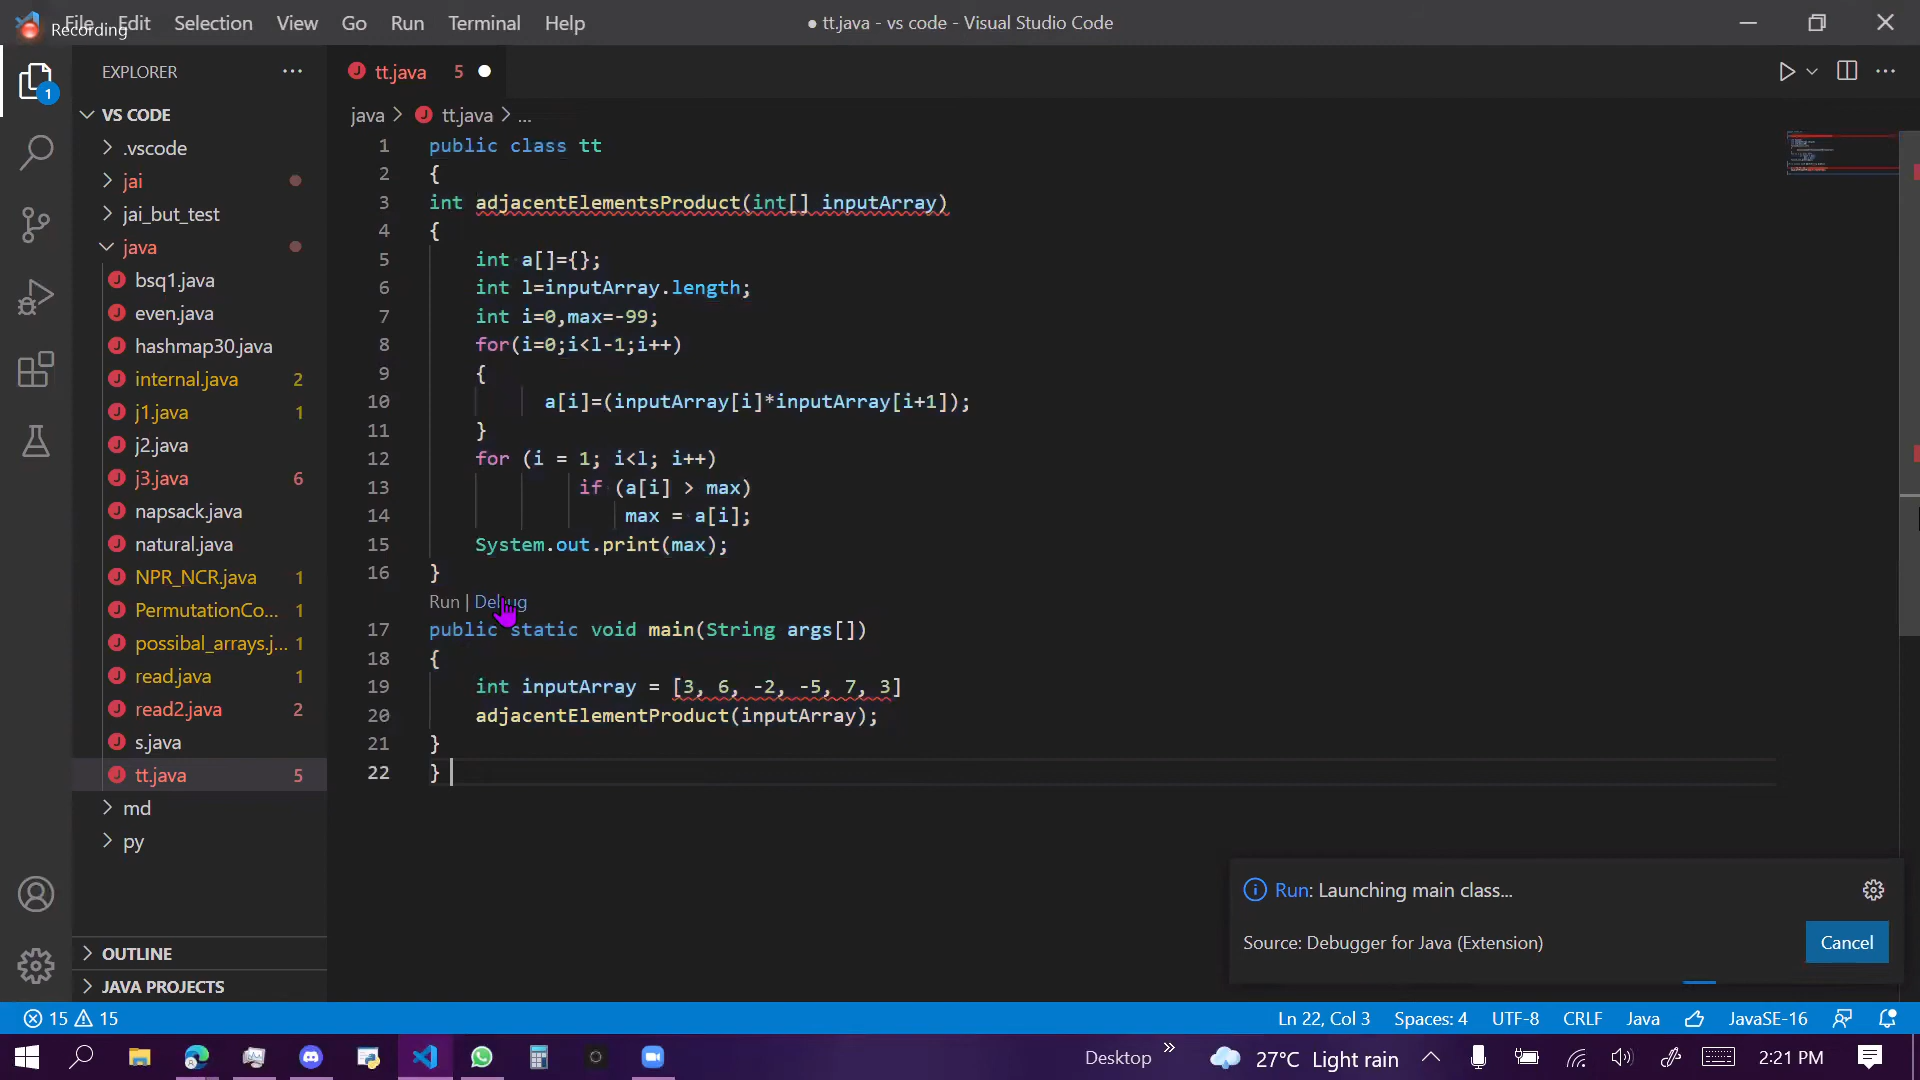 Recording
File Edit Selection View Go Run Terminal Help
● tt.java - vs code - Visual Studio Code
EXPLORER
tt.java 5
1
VS CODE
java > tt.java > ...
.vscode
jai
jai_but_test
java
bsq1.java
even.java
hashmap30.java
internal.java 2
j1.java 1
j2.java
j3.java 6
napsack.java
natural.java
NPR_NCR.java 1
PermutationCo... 1
possibal_arrays.j... 1
read.java 1
read2.java 2
s.java
tt.java 5
md
py
OUTLINE
JAVA PROJECTS
1 public class tt
2 {
3 int adjacentElementsProduct(int[] inputArray)
4 {
5 int a[]={};
6 int l=inputArray.length;
7 int i=0,max=-99;
8 for(i=0;i<l-1;i++)
9 {
10 a[i]=(inputArray[i]*inputArray[i+1]);
11 }
12 for (i = 1; i<l; i++)
13 if (a[i] > max)
14 max = a[i];
15 System.out.print(max);
16 }
Run | Debug
17 public static void main(String args[])
18 {
19 int inputArray = [3, 6, -2, -5, 7, 3]
20 adjacentElementProduct(inputArray);
21 }
22 }
Run: Launching main class...
Source: Debugger for Java (Extension)
Cancel
15 15
Ln 22, Col 3 Spaces: 4 UTF-8 CRLF Java JavaSE-16
Desktop » 27°C Light rain 2:21 PM